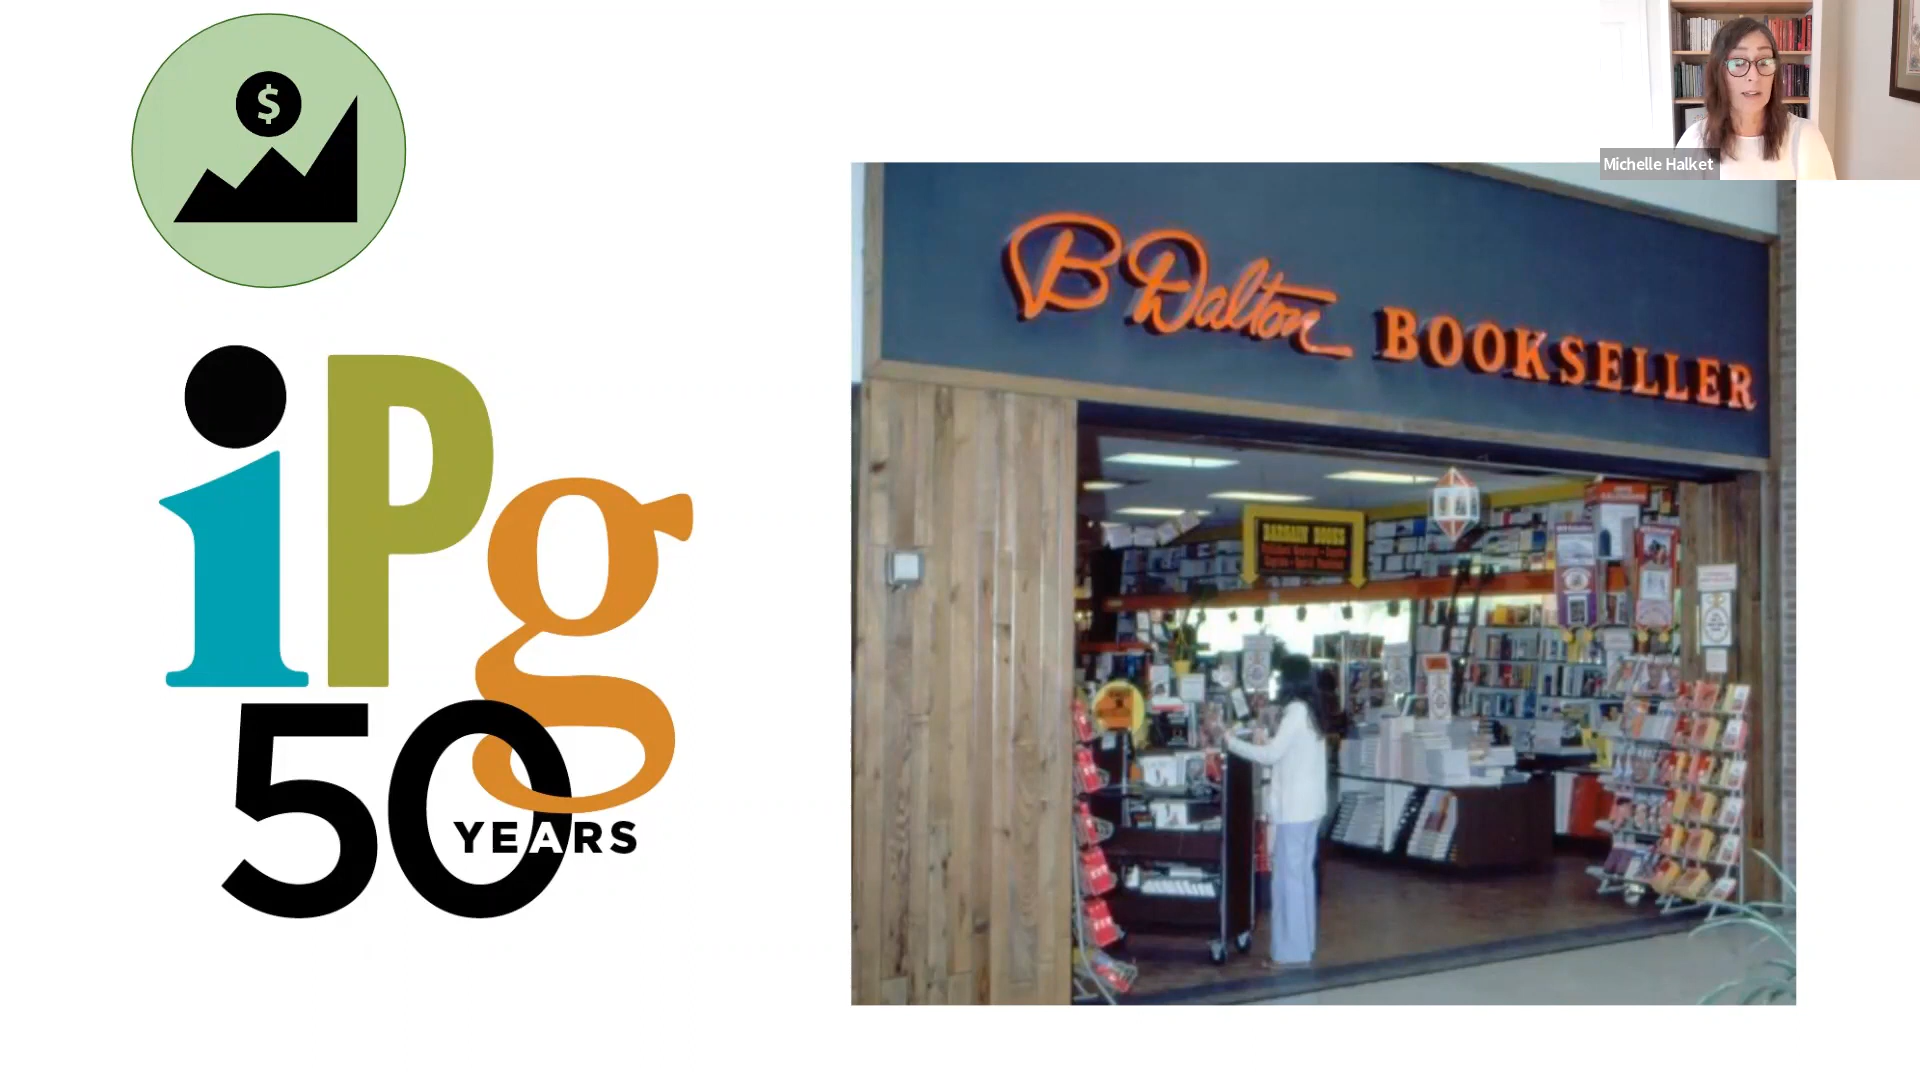 $
Michelle Halket
B Dalton BOOKSELLER
BARGAIN BOOKS
iPg
50
YEARS